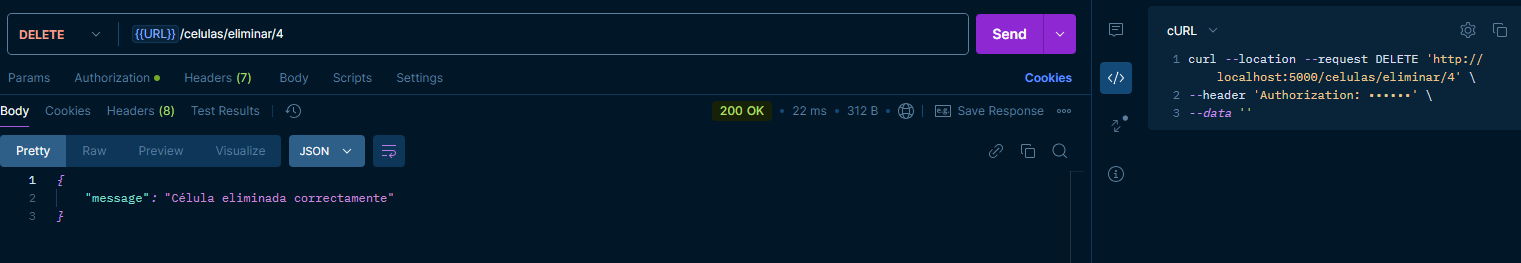 DELETE {{URL}}/celulas/eliminar/4 Send
Params Authorization Headers (7) Body Scripts Settings Cookies
Body Cookies Headers (8) Test Results 200 OK • 22 ms • 312 B e.g. Save Response
Pretty Raw Preview Visualize JSON
1 {
2 "message": "Célula eliminada correctamente"
3 }
cURL
1 curl --location --request DELETE 'http://
localhost:5000/celulas/eliminar/4' \
2 --header 'Authorization: ••••••' \
3 --data ''